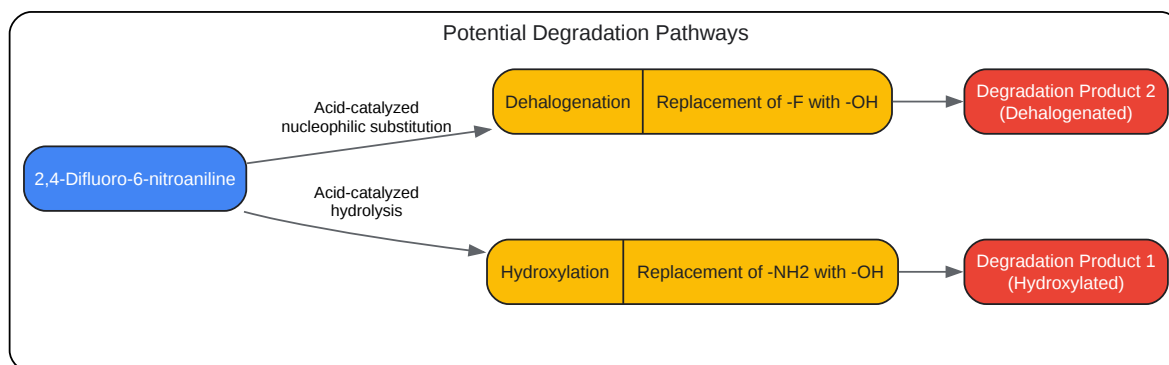 Potential Degradation Pathways
Acid-catalyzed
nucleophilic substitution
Dehalogenation
Replacement of -F with -OH
Degradation Product 2
(Dehalogenated)
2,4-Difluoro-6-nitroaniline
Acid-catalyzed
hydrolysis
Hydroxylation
Replacement of -NH2 with -OH
Degradation Product 1
(Hydroxylated)